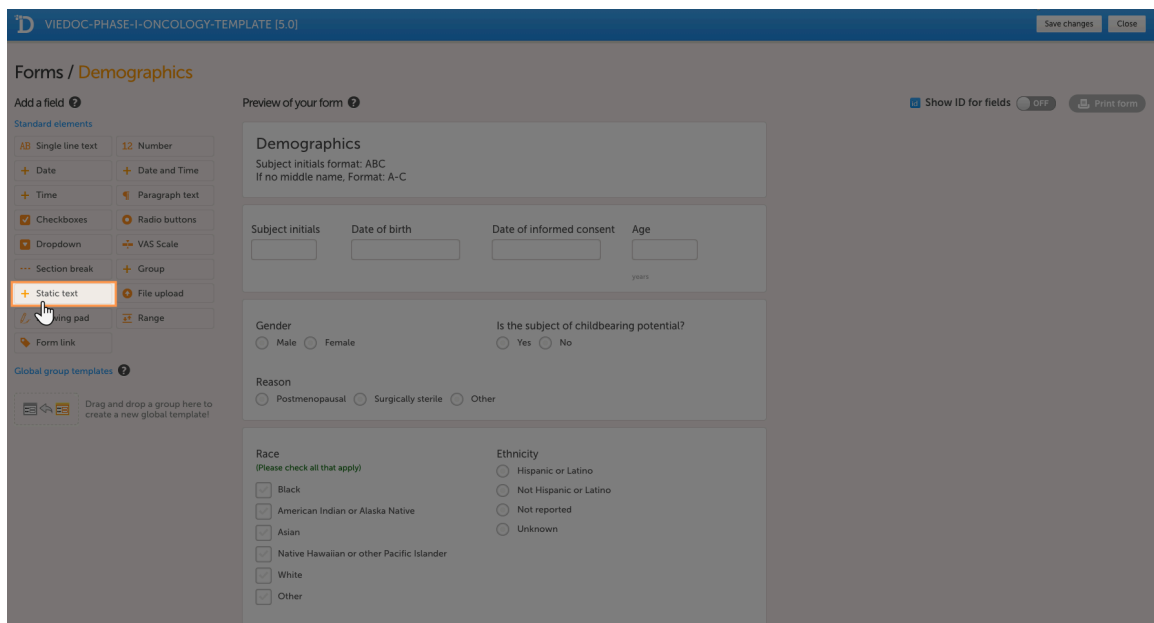 VIEDOC-PHASE-I-ONCOLOGY-TEMPLATE [5.0]
Save changes
Close
Forms / Demographics
Add a field ?
Preview of your form ?
id Show ID for fields OFF
Print form
Standard elements
AB Single line text
12 Number
Date
Date and Time
Time
Paragraph text
Checkboxes
Radio buttons
Dropdown
VAS Scale
Section break
Group
Static text
File upload
wing pad
Range
Form link
Global group templates ?
Drag and drop a group here to
create a new global template!
Demographics
Subject initials format: ABC
If no middle name, Format: A-C
Subject initials
Date of birth
Date of informed consent
Age
years
Gender
Male
Female
Is the subject of childbearing potential?
Yes
No
Reason
Postmenopausal
Surgically sterile
Other
Race
(Please check all that apply)
Black
American Indian or Alaska Native
Asian
Native Hawaiian or other Pacific Islander
White
Other
Ethnicity
Hispanic or Latino
Not Hispanic or Latino
Not reported
Unknown